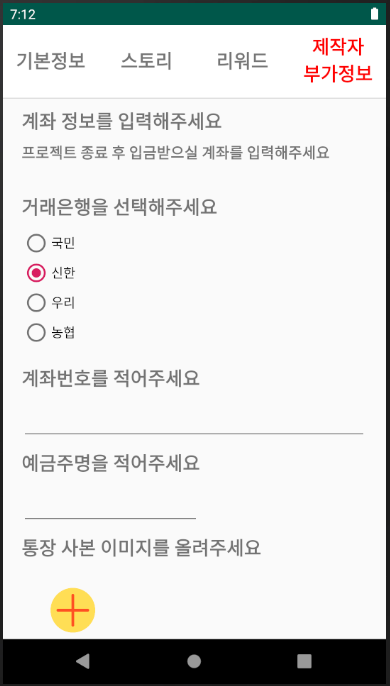 7:12
기본정보 스토리 리워드 제작자 부가정보
계좌 정보를 입력해주세요
프로젝트 종료 후 입금받으실 계좌를 입력해주세요
거래은행을 선택해주세요
국민
신한
우리
농협
계좌번호를 적어주세요
예금주명을 적어주세요
통장 사본 이미지를 올려주세요